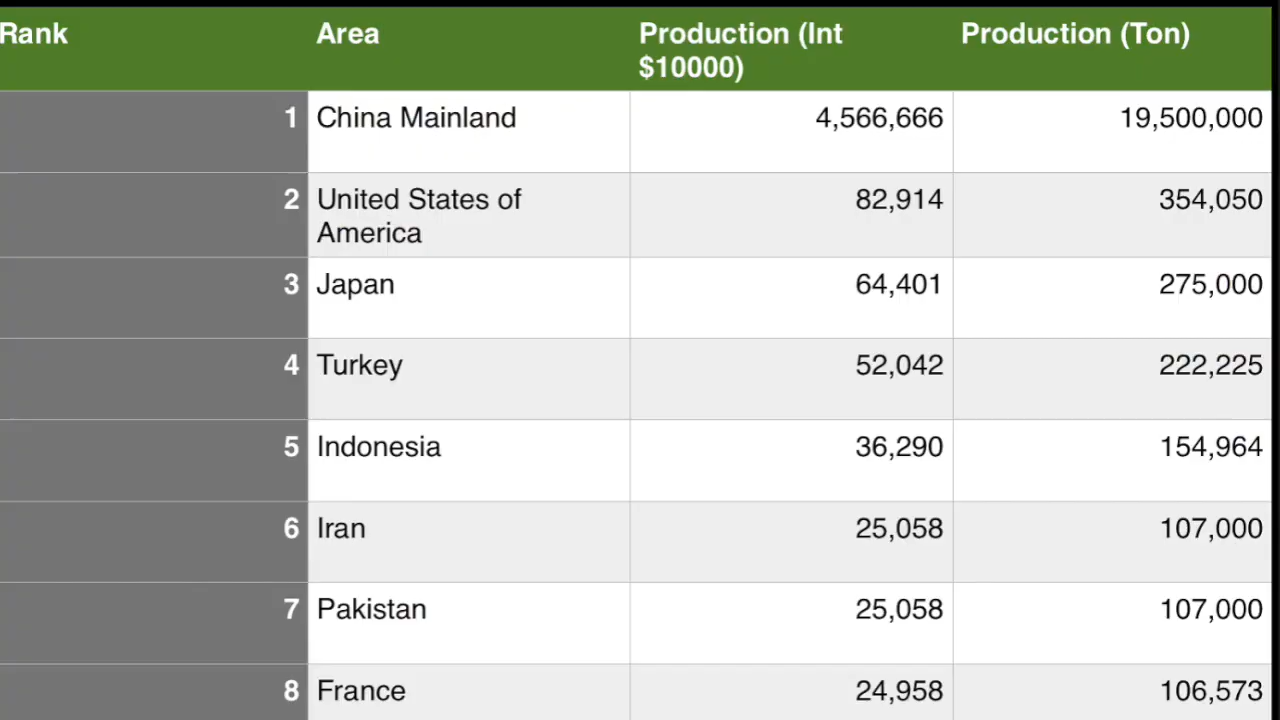 Rank Area Production (Int $10000) Production (Ton)
1 China Mainland 4,566,666 19,500,000
2 United States of America 82,914 354,050
3 Japan 64,401 275,000
4 Turkey 52,042 222,225
5 Indonesia 36,290 154,964
6 Iran 25,058 107,000
7 Pakistan 25,058 107,000
8 France 24,958 106,573